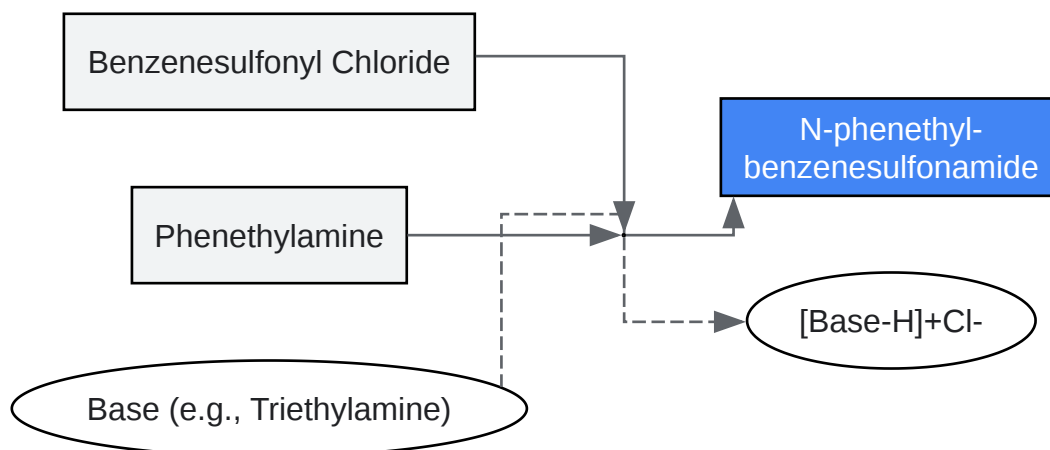 Benzenesulfonyl Chloride
N-phenethyl-
benzenesulfonamide
Phenethylamine
[Base-H]+Cl-
Base (e.g., Triethylamine)